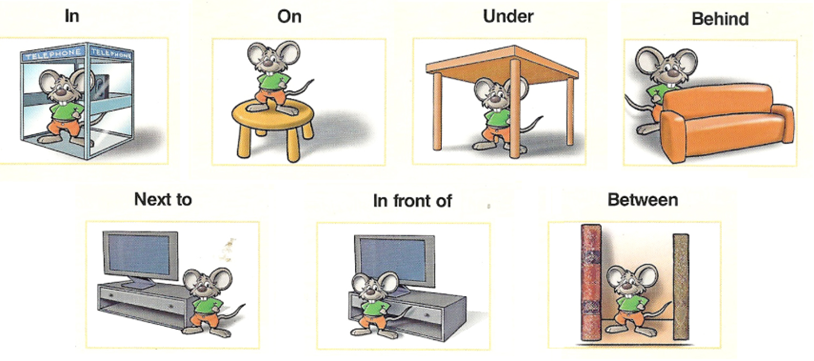 In
On
Under
Behind
TELEPHONE TELEPHONE
Next to
In front of
Between